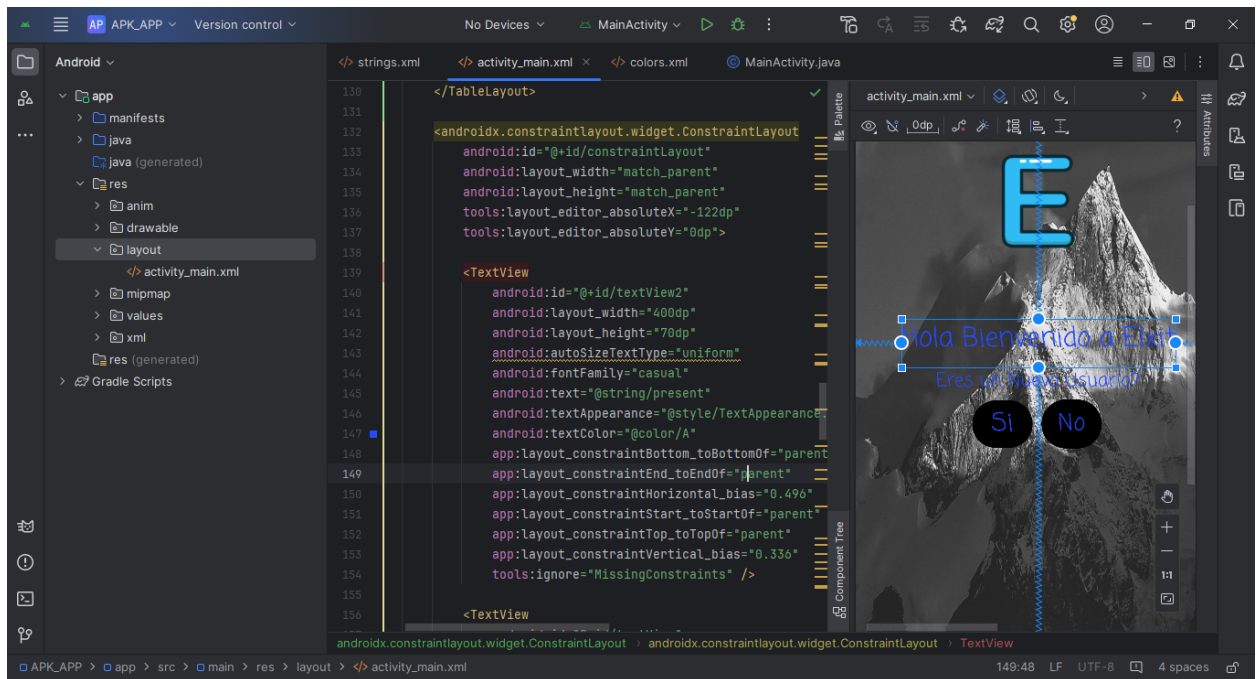 AP APK_APP Version control No Devices MainActivity
Android
app
manifests
java
java (generated)
res
anim
drawable
layout
activity_main.xml
mipmap
values
xml
res (generated)
Gradle Scripts
strings.xml activity_main.xml colors.xml MainActivity.java
130 </TableLayout>
131
132 <androidx.constraintlayout.widget.ConstraintLayout
133 android:id="@+id/constraintLayout"
134 android:layout_width="match_parent"
135 android:layout_height="match_parent"
136 tools:layout_editor_absoluteX="-122dp"
137 tools:layout_editor_absoluteY="0dp">
138
139 <TextView
140 android:id="@+id/textView2"
141 android:layout_width="400dp"
142 android:layout_height="70dp"
143 android:autoSizeTextType="uniform"
144 android:fontFamily="casual"
145 android:text="@string/present"
146 android:textAppearance="@style/TextAppearance.
147 android:textColor="@color/A"
148 app:layout_constraintBottom_toBottomOf="parent
149 app:layout_constraintEnd_toEndOf="parent"
150 app:layout_constraintHorizontal_bias="0.496"
151 app:layout_constraintStart_toStartOf="parent"
152 app:layout_constraintTop_toTopOf="parent"
153 app:layout_constraintVertical_bias="0.336"
154 tools:ignore="MissingConstraints" />
155
156 <TextView
Palette
Component Tree
activity_main.xml
0dp
?
Attributes
E
Hola Bienvenido a Eixit
Eres un Nuevo Usuario?
Si No
1:1
androidx.constraintlayout.widget.ConstraintLayout > androidx.constraintlayout.widget.ConstraintLayout > TextView
APK_APP > app > src > main > res > layout > activity_main.xml 149:48 LF UTF-8 4 spaces